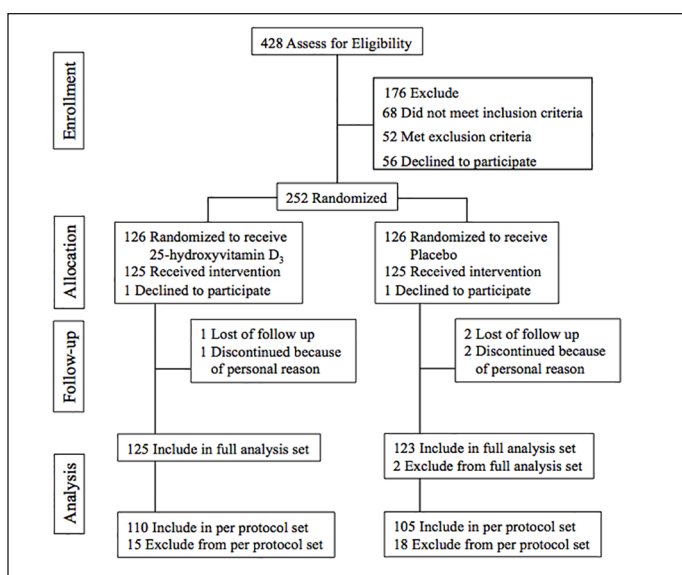 428 Assess for Eligibility
Enrollment
176 Exclude
68 Did not meet inclusion criteria
52 Met exclusion criteria
56 Declined to participate
252 Randomized
Allocation
126 Randomized to receive
25-hydroxyvitamin D₃
125 Received intervention
1 Declined to participate
126 Randomized to receive
Placebo
125 Received intervention
1 Declined to participate
Follow-up
1 Lost of follow up
1 Discontinued because
of personal reason
2 Lost of follow up
2 Discontinued because
of personal reason
Analysis
125 Include in full analysis set
123 Include in full analysis set
2 Exclude from full analysis set
110 Include in per protocol set
15 Exclude from per protocol set
105 Include in per protocol set
18 Exclude from per protocol set